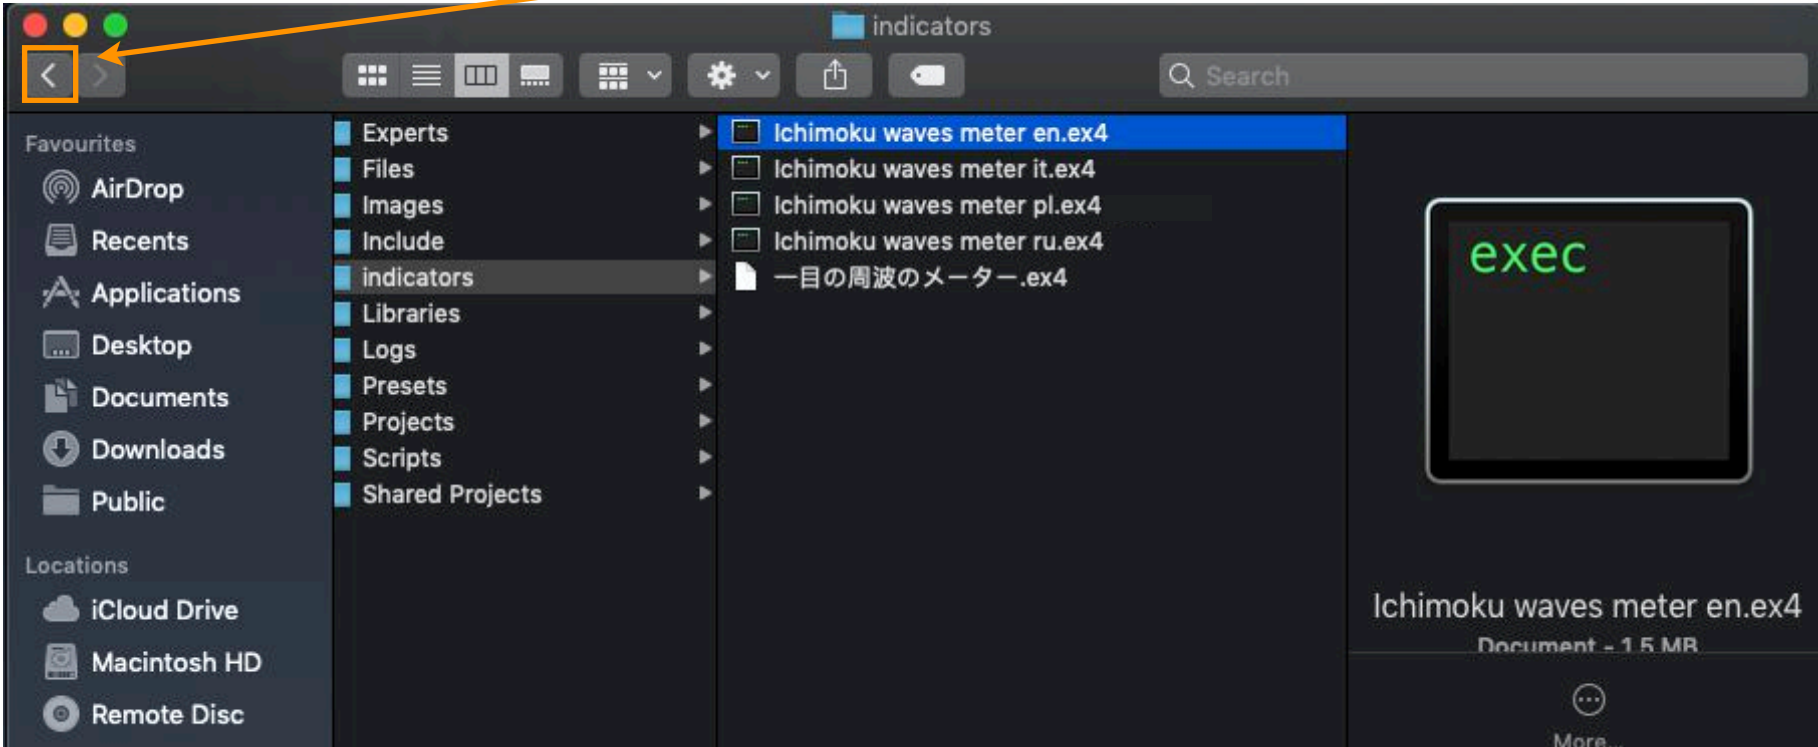 indicators
Search
Favourites
AirDrop
Recents
Applications
Desktop
Documents
Downloads
Public
Locations
iCloud Drive
Macintosh HD
Remote Disc
Experts
Files
Images
Include
indicators
Libraries
Logs
Presets
Projects
Scripts
Shared Projects
Ichimoku waves meter en.ex4
Ichimoku waves meter it.ex4
Ichimoku waves meter pl.ex4
Ichimoku waves meter ru.ex4
一目の周波のメーター.ex4
exec
Ichimoku waves meter en.ex4
Document - 1.5 MB
More...